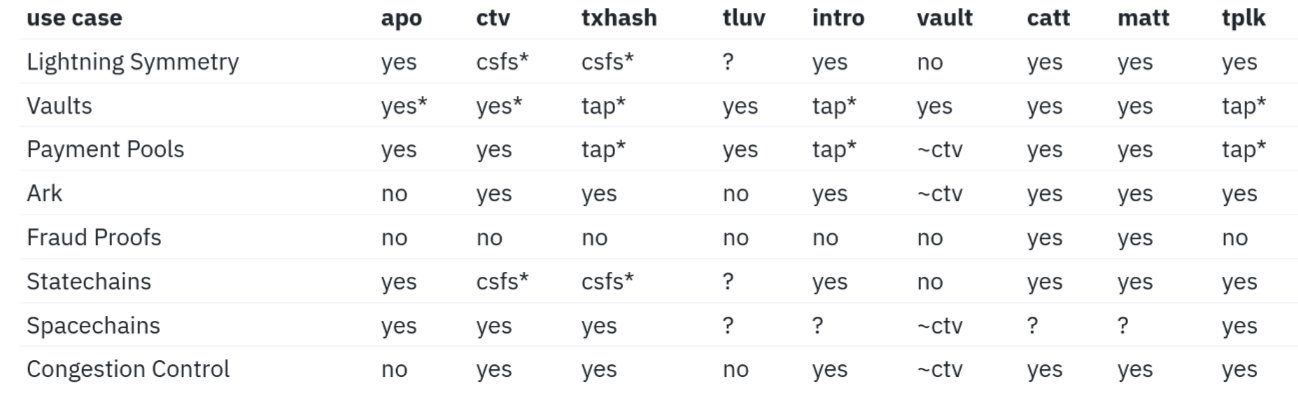 use case apo ctv txhash tluv intro vault catt matt tplk
Lightning Symmetry yes csfs* csfs* ? yes no yes yes yes
Vaults yes* yes* tap* yes tap* yes yes yes tap*
Payment Pools yes yes tap* yes tap* ~ctv yes yes tap*
Ark no yes yes no yes ~ctv yes yes yes
Fraud Proofs no no no no no no yes yes no
Statechains yes csfs* csfs* ? yes no yes yes yes
Spacechains yes yes yes ? ? ~ctv ? ? yes
Congestion Control no yes yes no yes ~ctv yes yes yes